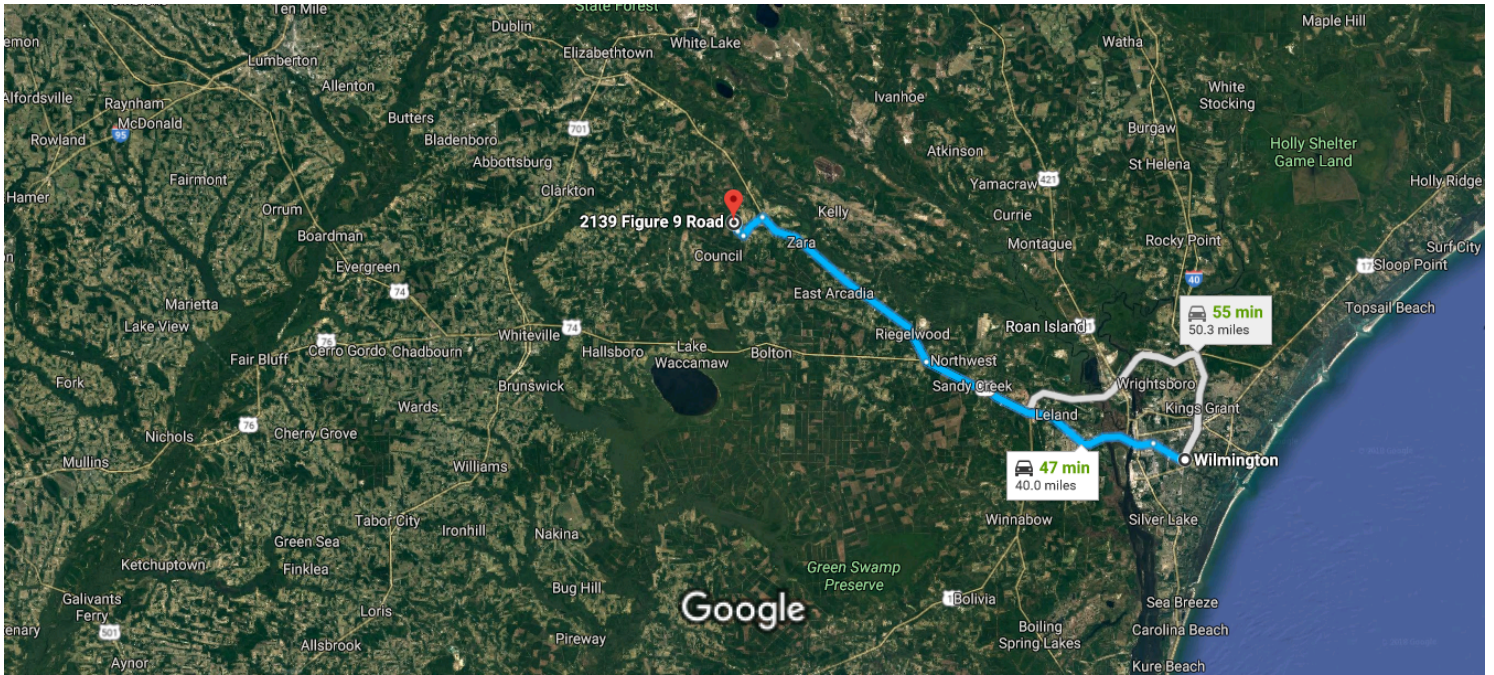 Ten Mile
State Forest
Maple Hill
Dublin
White Lake
Watha
Elizabethtown
Lumberton
Allenton
Alfordsville
Raynham
McDonald
95
Rowland
Butters
Bladenboro
701
Abbottsburg
Ivanhoe
White
Stocking
Burgaw
Atkinson
St Helena
Holly Shelter
Game Land
Hamer
Fairmont
Orrum
Clarkton
Yamacraw
421
Holly Ridge
Currie
Kelly
2139 Figure 9 Road
Boardman
Council
Zara
Montague
Rocky Point
Surf City
Evergreen
74
17
Sloop Point
40
East Arcadia
Marietta
Lake View
Topsail Beach
55 min
50.3 miles
Roan Island
Riegelwood
Whiteville
74
76
Fair Bluff
Cerro Gordo
Chadbourn
Hallsboro
Lake
Waccamaw
Bolton
Northwest
Fork
Brunswick
Sandy Creek
Wrightsboro
Wards
Leland
Kings Grant
76
Cherry Grove
Nichols
Mullins
Williams
47 min
40.0 miles
Wilmington
Tabor City
Ironhill
Winnabow
Silver Lake
Green Sea
Nakina
Ketchuptown
Finklea
Green Swamp
Preserve
Galivants
Ferry
Bug Hill
Bolivia
Loris
Google
Sea Breeze
501
Allsbrook
Pireway
Boiling
Spring Lakes
Carolina Beach
Aynor
Kure Beach